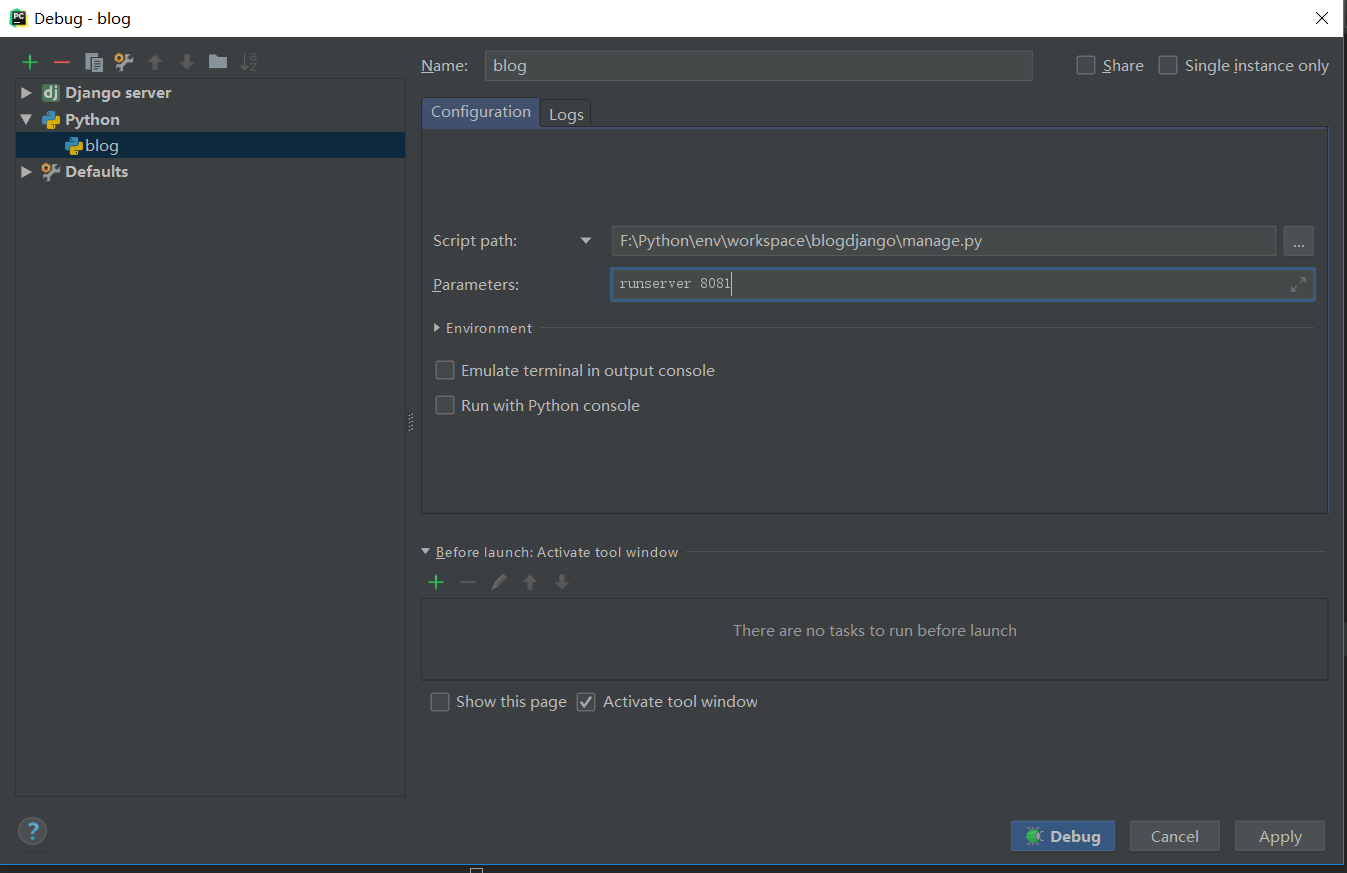 Debug - blog
Name: blog Share Single instance only
Django server
Python
blog
Defaults
Configuration Logs
Script path: F:\Python\env\workspace\blogdjango\manage.py ...
Parameters: runserver 8081
Environment
Emulate terminal in output console
Run with Python console
Before launch: Activate tool window
There are no tasks to run before launch
Show this page Activate tool window
? Debug Cancel Apply